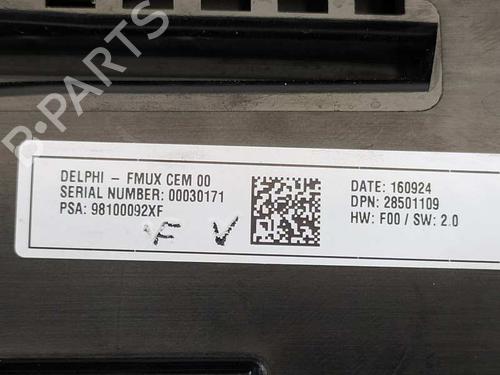 B-PARTS
DELPHI – FMUX CEM 00
SERIAL NUMBER: 00030171
PSA: 98100092XF
VF V
DATE: 160924
DPN: 28501109
HW: F00 / SW: 2.0